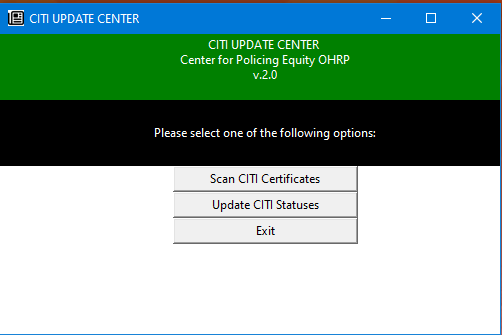 CITI UPDATE CENTER
CITI UPDATE CENTER
Center for Policing Equity OHRP
v.2.0
Please select one of the following options:
Scan CITI Certificates
Update CITI Statuses
Exit